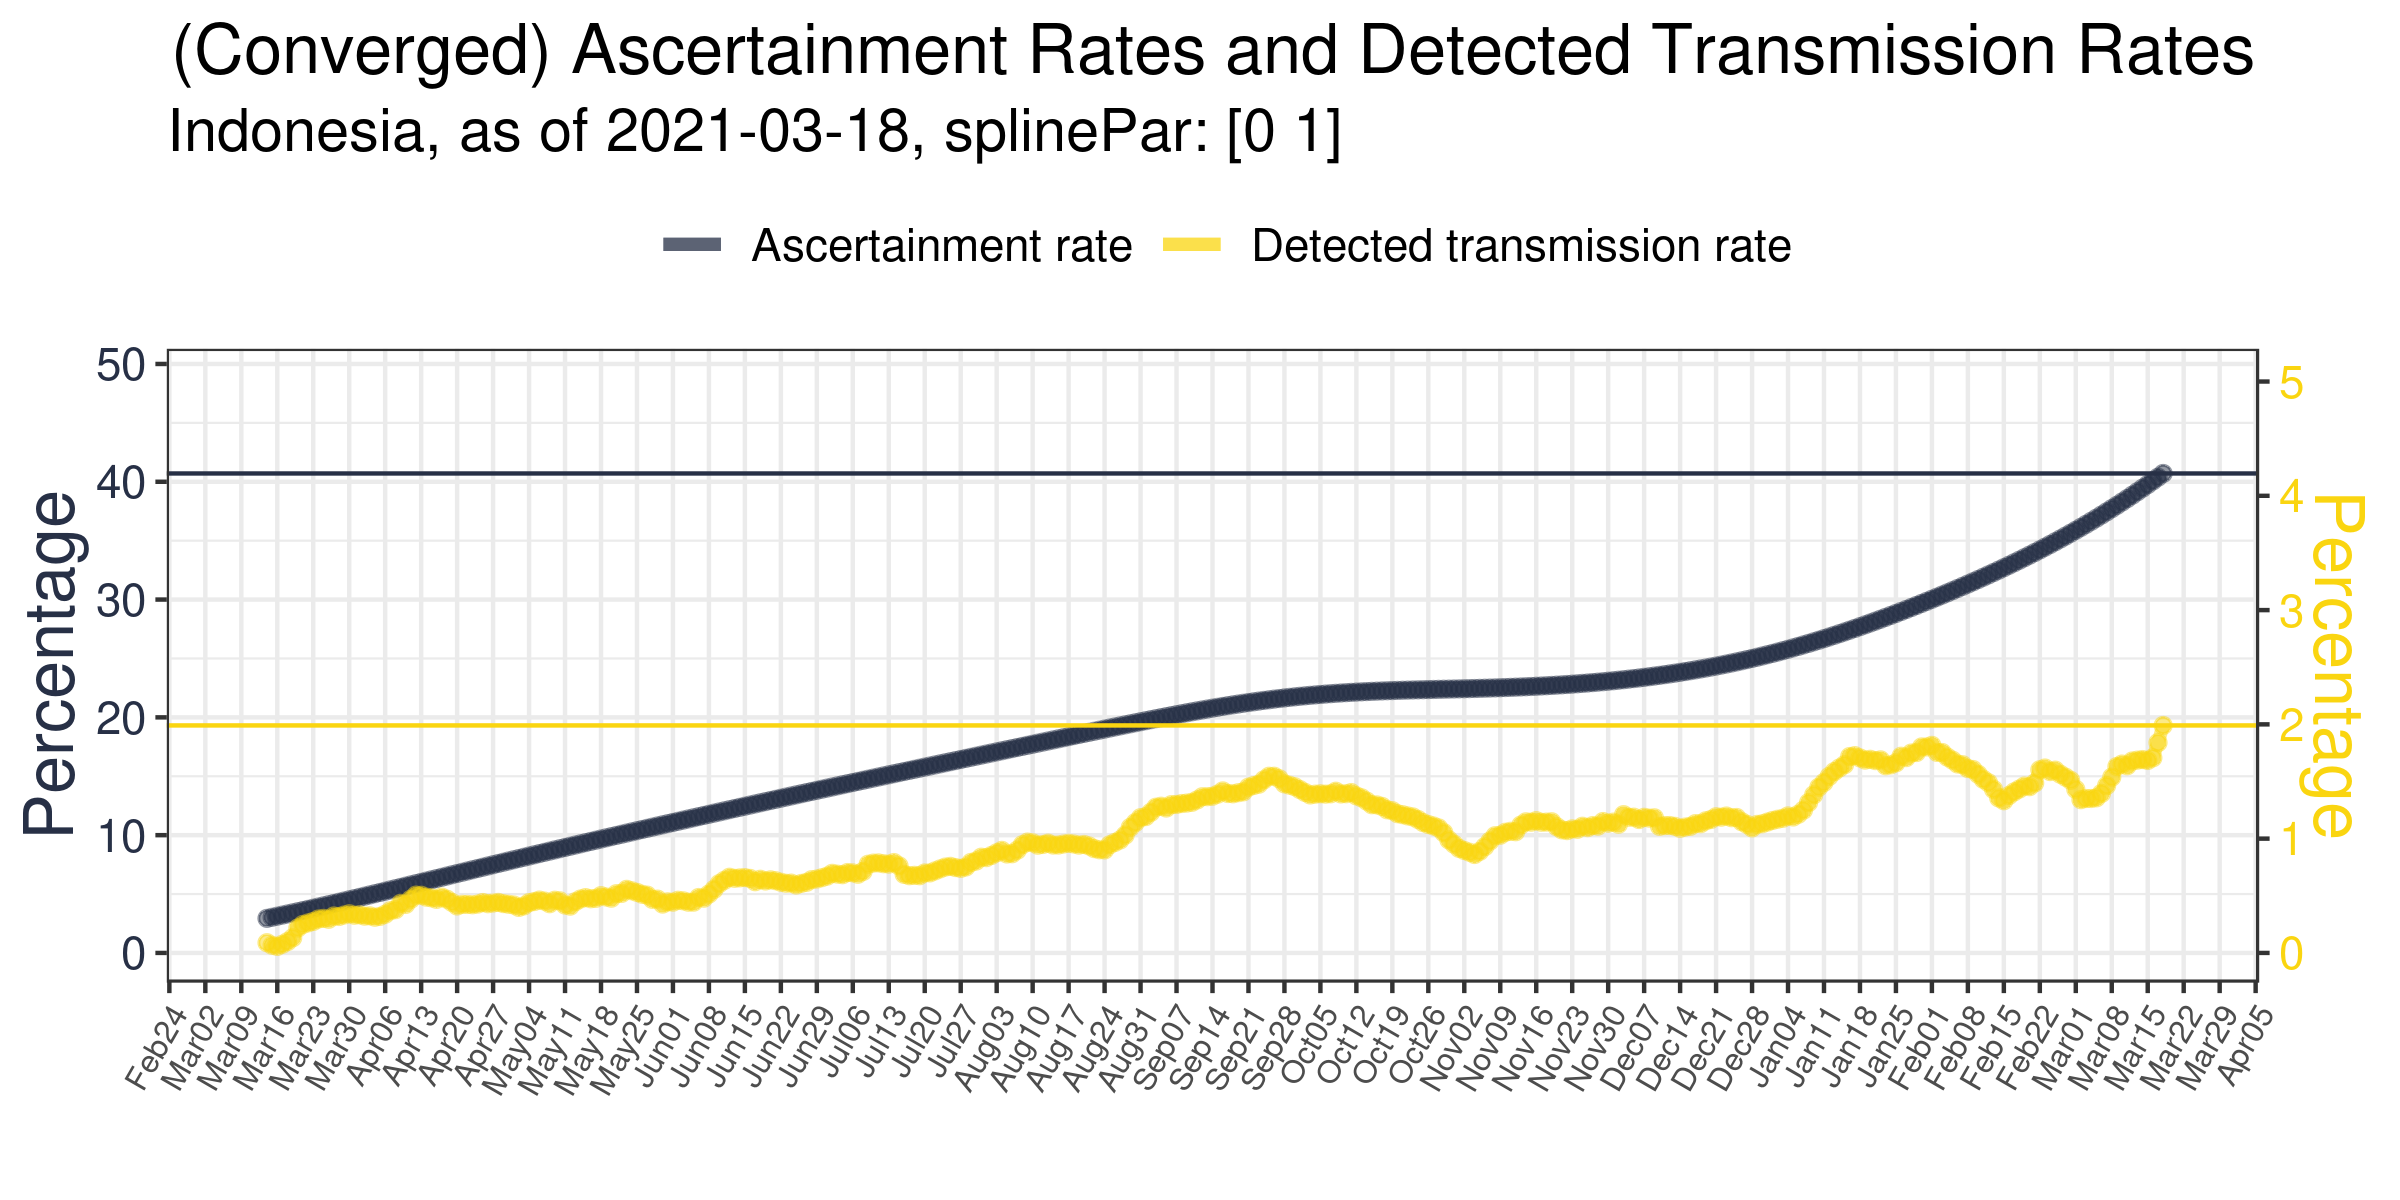 (Converged) Ascertainment Rates and Detected Transmission Rates
Indonesia, as of 2021-03-18, splinePar: [0 1]
Ascertainment rate Detected transmission rate
Percentage
50
40
30
20
10
0
5
4
3
2
1
0
Percentage
Feb24 Mar02 Mar09 Mar16 Mar23 Mar30 Apr06 Apr13 Apr20 Apr27 May04 May11 May18 May25 Jun01 Jun08 Jun15 Jun22 Jun29 Jul06 Jul13 Jul20 Jul27 Aug03 Aug10 Aug17 Aug24 Aug31 Sep07 Sep14 Sep21 Sep28 Oct05 Oct12 Oct19 Oct26 Nov02 Nov09 Nov16 Nov23 Nov30 Dec07 Dec14 Dec21 Dec28 Jan04 Jan11 Jan18 Jan25 Feb01 Feb08 Feb15 Feb22 Mar01 Mar08 Mar15 Mar22 Mar29 Apr05